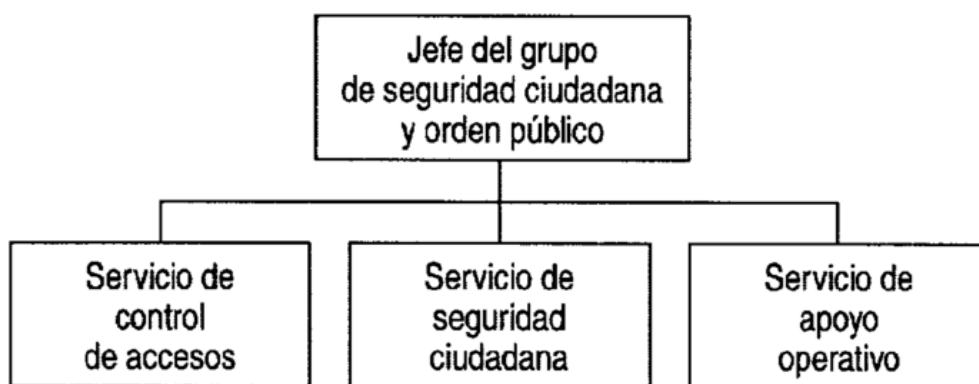 Jefe del grupo
de seguridad ciudadana
y orden público
Servicio de
control
de accesos
Servicio de
seguridad
ciudadana
Servicio de
apoyo
operativo